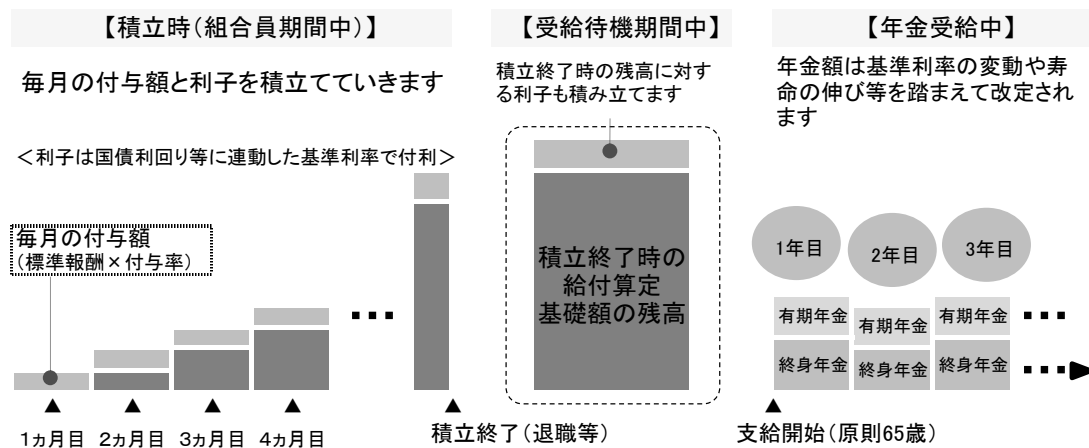 【積立時(組合員期間中)】
毎月の付与額と利子を積立てていきます
<利子は国債利回り等に連動した基準利率で付利>
毎月の付与額
(標準報酬×付与率)
1ヵ月目
2ヵ月目
3ヵ月目
4ヵ月目
積立終了(退職等)
【受給待機期間中】
積立終了時の残高に対す
る利子も積み立てます
積立終了時の
給付算定
基礎額の残高
【年金受給中】
年金額は基準利率の変動や寿
命の伸び等を踏まえて改定され
ます
1年目
2年目
3年目
有期年金
有期年金
有期年金
終身年金
終身年金
終身年金
支給開始(原則65歳)